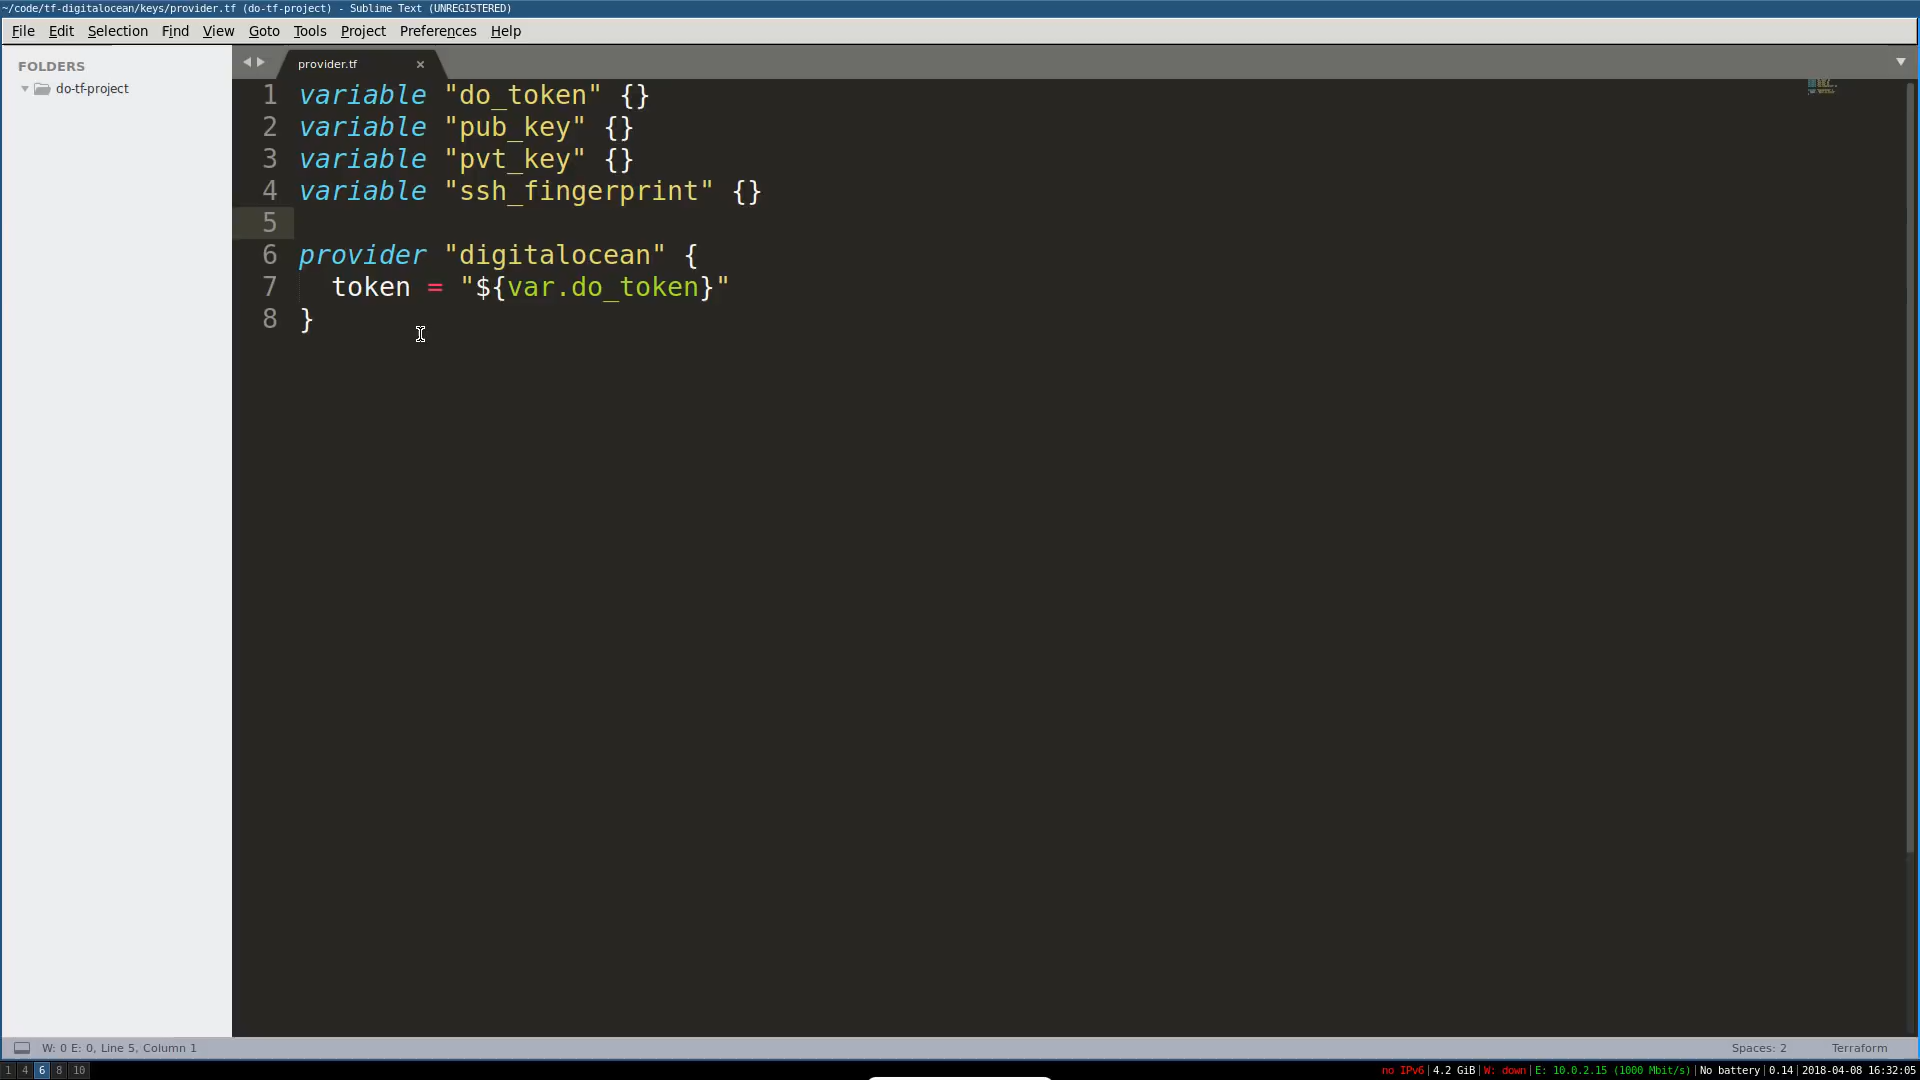 ~/code/tf-digitalocean/keys/provider.tf (do-tf-project) - Sublime Text (UNREGISTERED)
File Edit Selection Find View Goto Tools Project Preferences Help
FOLDERS
do-tf-project
provider.tf ×
1 variable "do_token" {}
2 variable "pub_key" {}
3 variable "pvt_key" {}
4 variable "ssh_fingerprint" {}
5
6 provider "digitalocean" {
7   token = "${var.do_token}"
8 }
W: 0 E: 0, Line 5, Column 1 Spaces: 2 Terraform
1 4 6 8 10 no IPv6|4.2 GiB|W: down|E: 10.0.2.15 (1000 Mbit/s)|No battery|0.14|2018-04-08 16:32:05